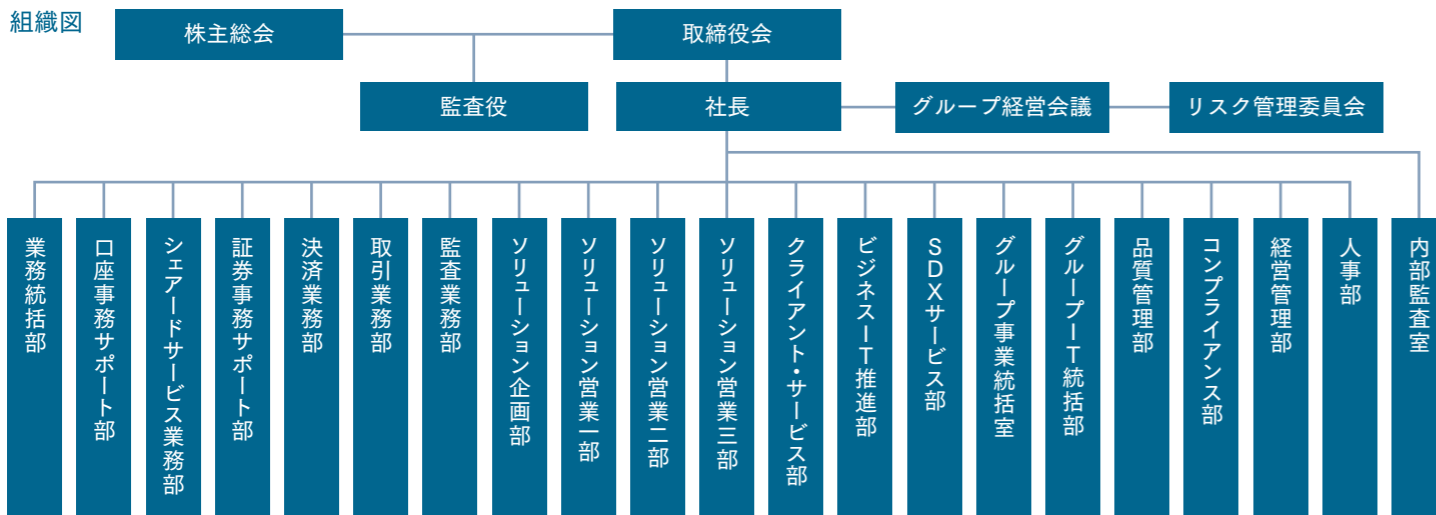 組織図
株主総会
取締役会
監査役
社長
グループ経営会議
リスク管理委員会
業務統括部
口座事務サポート部
シェアードサービス業務部
証券事務サポート部
決済業務部
取引業務部
監査業務部
ソリューション企画部
ソリューション営業一部
ソリューション営業二部
ソリューション営業三部
クライアント・サービス部
ビジネスIT推進部
SDXサービス部
グループ事業統括室
グループIT統括部
品質管理部
コンプライアンス部
経営管理部
人事部
内部監査室